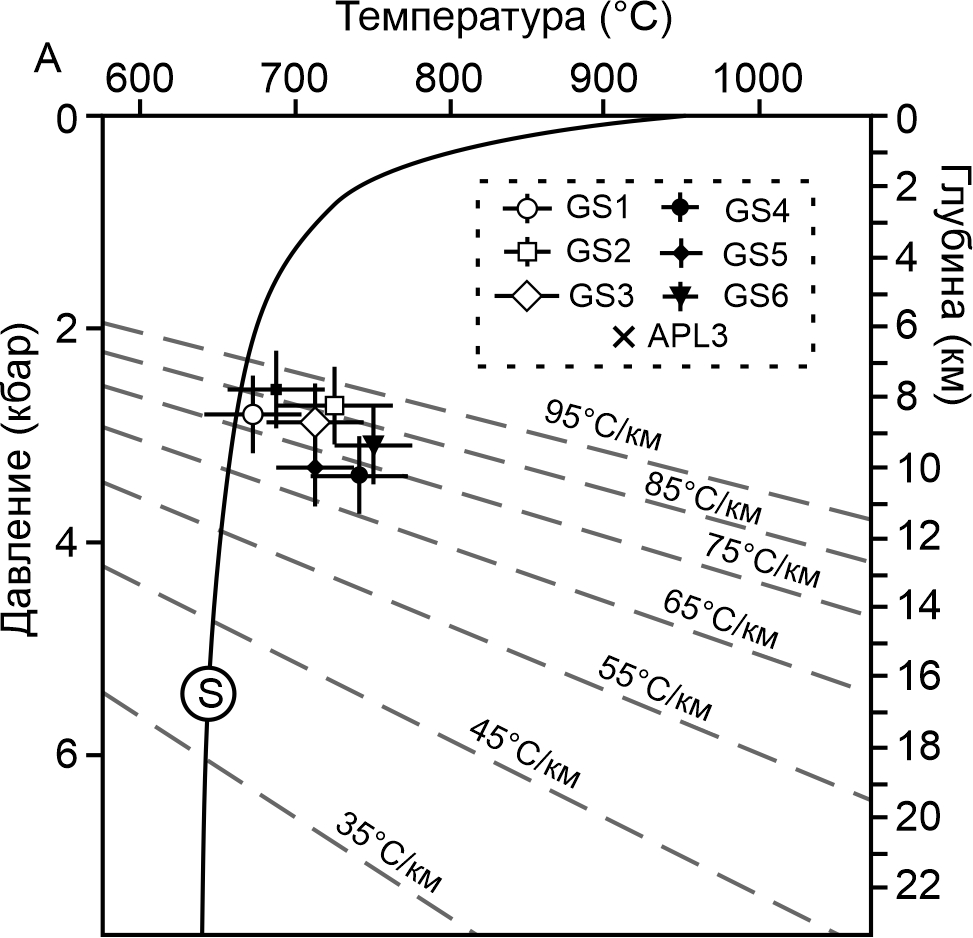 Температура (°C)
А
600 700 800 900 1000
0
2
4
6
Давление (кбар)
0
2
4
6
8
10
12
14
16
18
20
22
Глубина (км)
GS1 GS4
GS2 GS5
GS3 GS6
APL3
95°C/км
85°C/км
75°C/км
65°C/км
55°C/км
45°C/км
35°C/км
S